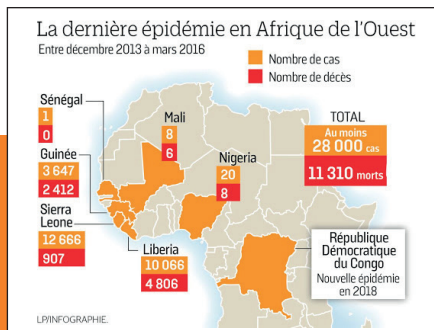 La dernière épidémie en Afrique de l'Ouest
Entre décembre 2013 à mars 2016
Nombre de cas
Nombre de décès
Sénégal
1
0
Mali
8
6
TOTAL
Au moins
28 000 cas
11 310 morts
Guinée
3 647
2 412
Nigeria
20
8
Sierra
Leone
12 666
907
Liberia
10 066
4 806
République
Démocratique
du Congo
Nouvelle épidémie
en 2018
LP/INFOGRAPHIE.